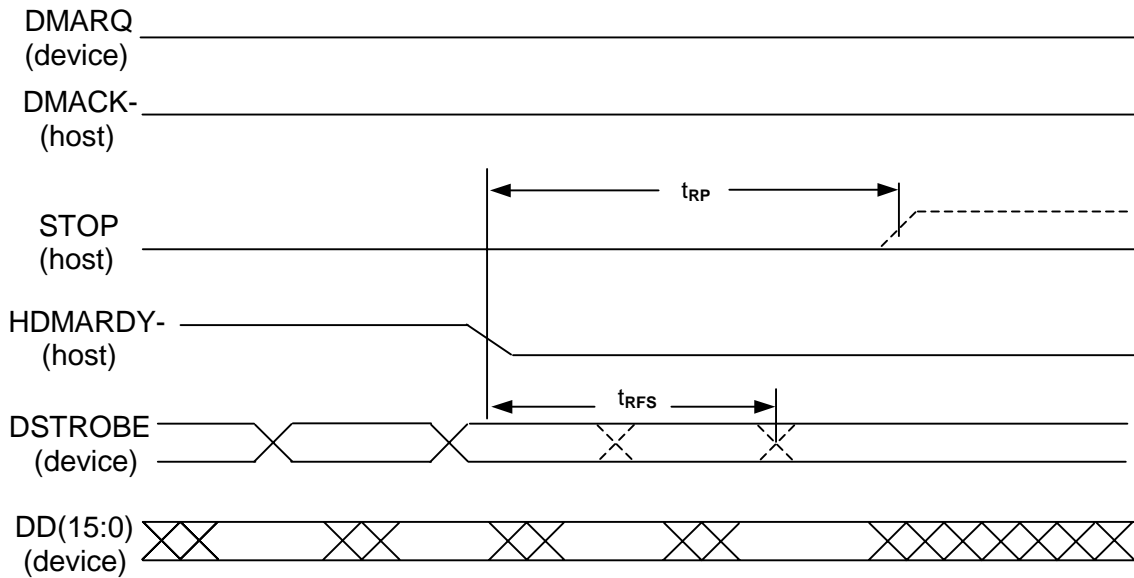 DMARQ
(device)
DMACK-
(host)
tRP
STOP
(host)
HDMARDY-
(host)
tRFS
DSTROBE
(device)
DD(15:0)
(device)